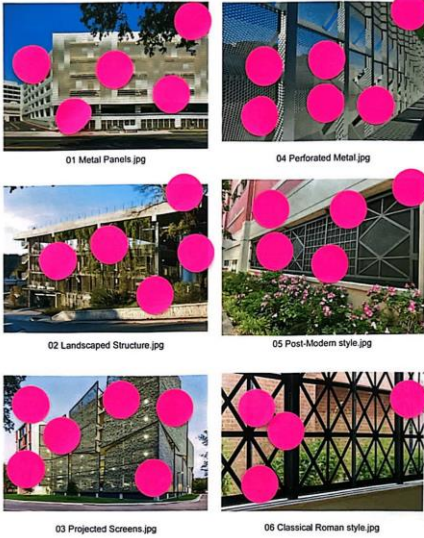 01 Metal Panels.jpg
04 Perforated Metal.jpg
02 Landscaped Structure.jpg
05 Post-Modern style.jpg
03 Projected Screens.jpg
06 Classical Roman style.jpg